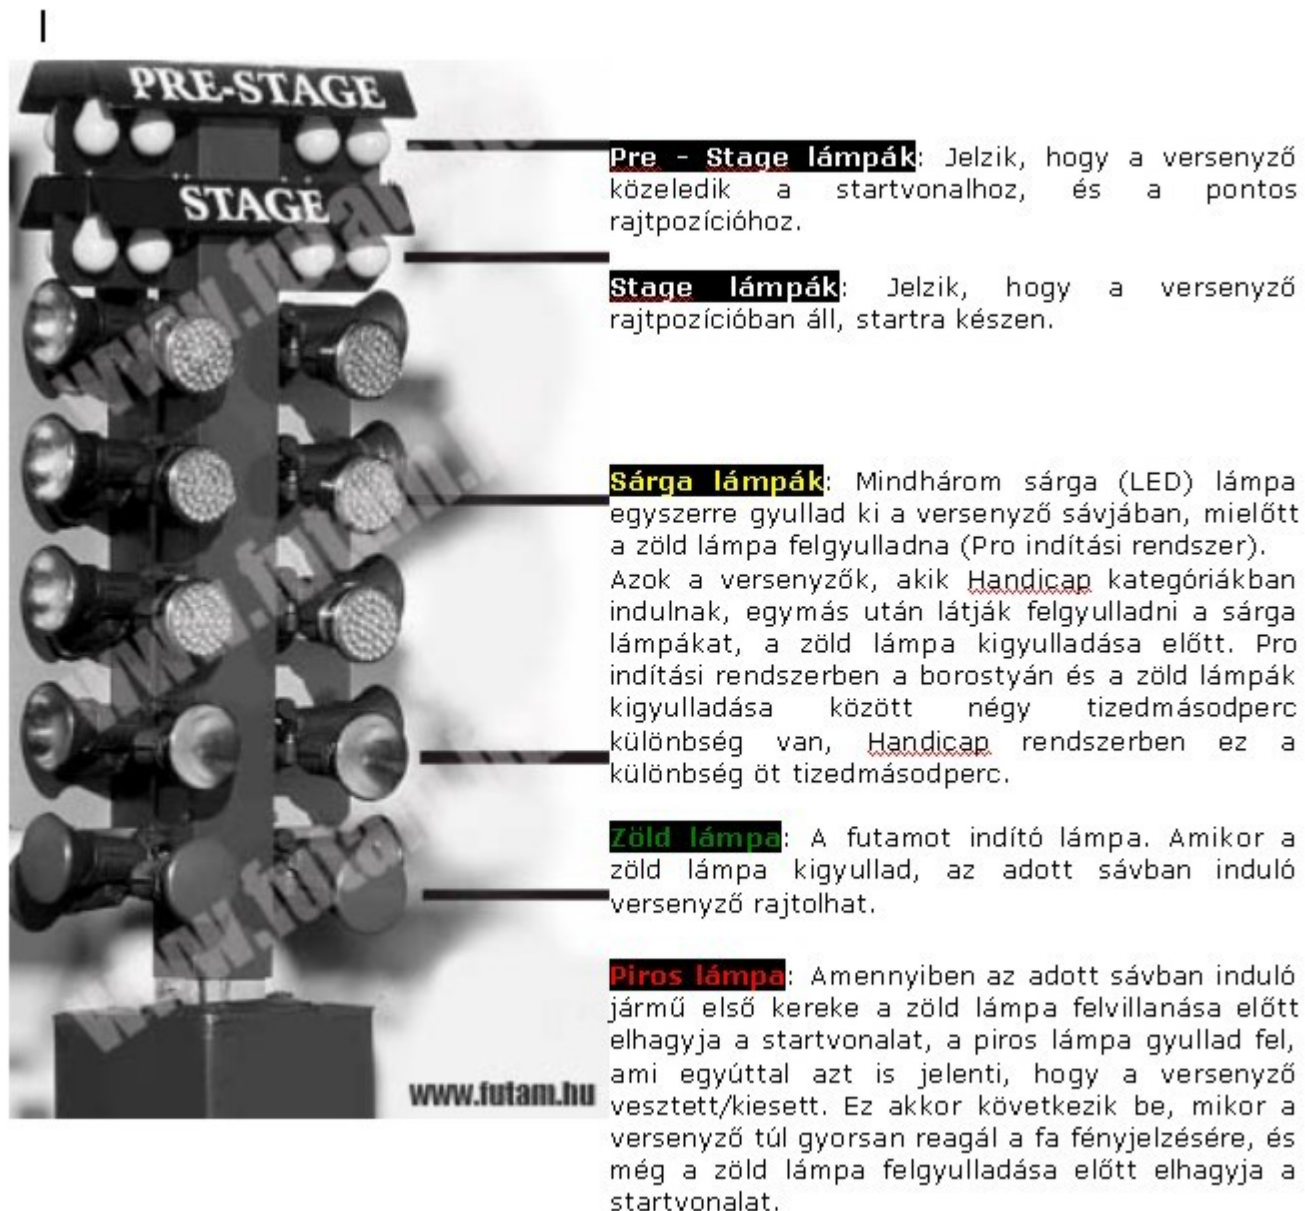 PRE-STAGE
STAGE
Pre - Stage lámpák: Jelzik, hogy a versenyző
közeledik a startvonalhoz, és a pontos
rajtpozícióhoz.
Stage lámpák: Jelzik, hogy a versenyző
rajtpozícióban áll, startra készen.
Sárga lámpák: Mindhárom sárga (LED) lámpa
egyszerre gyullad ki a versenyző sávjában, mielőtt
a zöld lámpa felgyulladna (Pro indítási rendszer).
Azok a versenyzők, akik Handicap kategóriákban
indulnak, egymás után látják felgyulladni a sárga
lámpákat, a zöld lámpa kigyulladása előtt. Pro
indítási rendszerben a borostyán és a zöld lámpák
kigyulladása között négy tizedmásodperc
különbség van, Handicap rendszerben ez a
különbség öt tizedmásodperc.
Zöld lámpa: A futamot indító lámpa. Amikor a
zöld lámpa kigyullad, az adott sávban induló
versenyző rajtolhat.
Piros lámpa: Amennyiben az adott sávban induló
jármű első kereke a zöld lámpa felvillanása előtt
elhagyja a startvonalat, a piros lámpa gyullad fel,
ami egyúttal azt is jelenti, hogy a versenyző
vesztett/kiesett. Ez akkor következik be, mikor a
versenyző túl gyorsan reagál a fa fényjelzésére, és
még a zöld lámpa felgyulladása előtt elhagyja a
startvonalat.
www.futam.hu